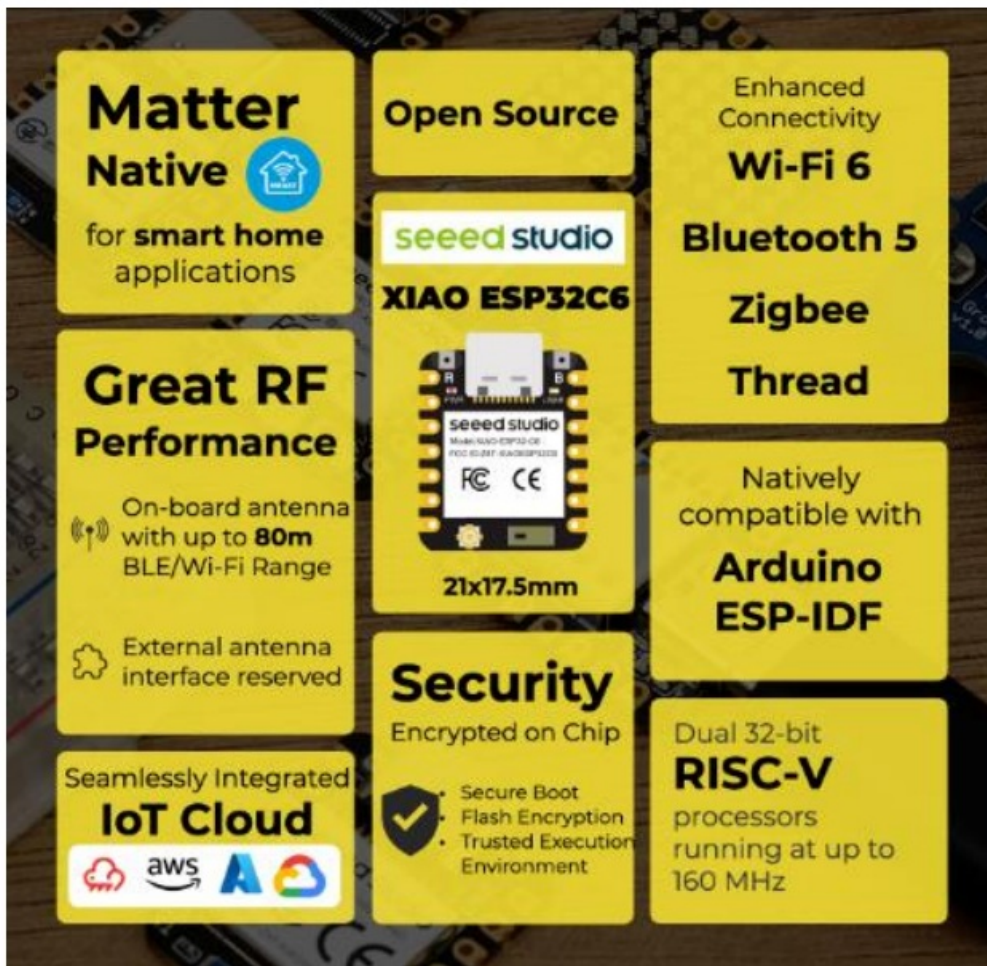 Matter
Native
for smart home
applications
Open Source
Enhanced
Connectivity
Wi-Fi 6
Bluetooth 5
Zigbee
Thread
seeed studio
XIAO ESP32C6
R
B
seeed studio
FC CE
21x17.5mm
Great RF
Performance
On-board antenna
with up to 80m
BLE/Wi-Fi Range
External antenna
interface reserved
Natively
compatible with
Arduino
ESP-IDF
Security
Encrypted on Chip
Secure Boot
Flash Encryption
Trusted Execution
Environment
Seamlessly Integrated
IoT Cloud
aws
Dual 32-bit
RISC-V
processors
running at up to
160 MHz